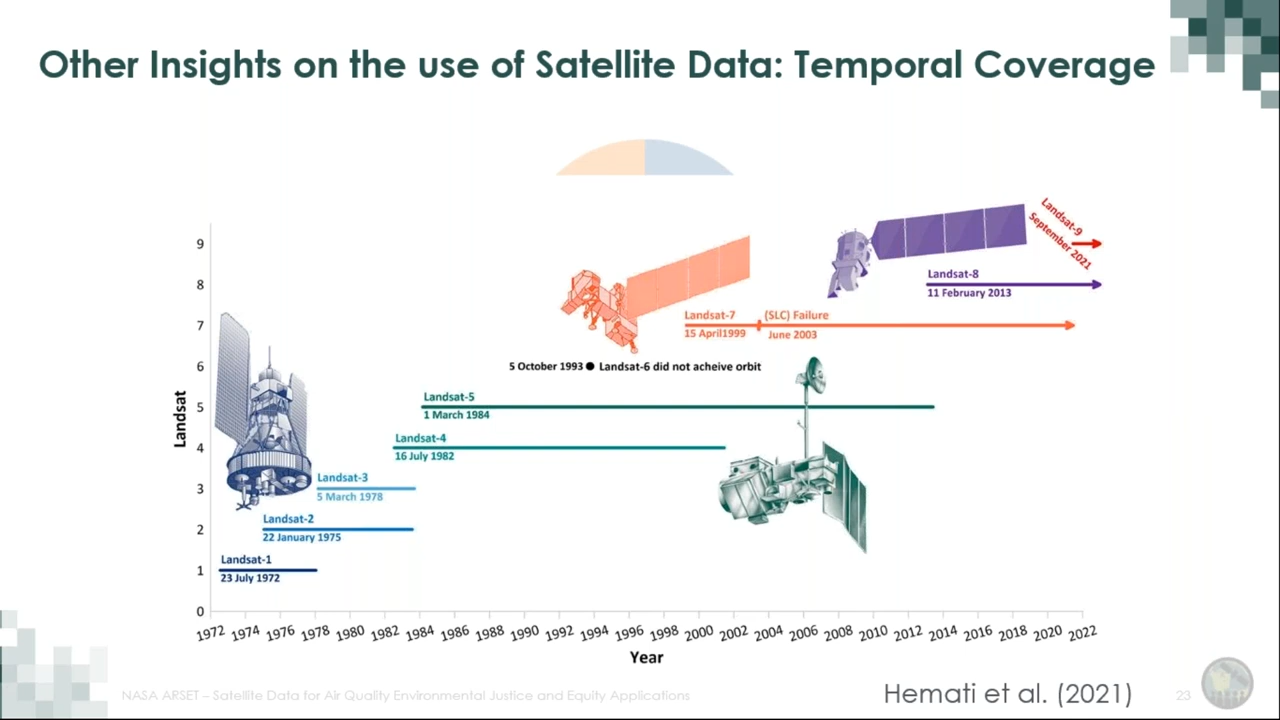 Other Insights on the use of Satellite Data: Temporal Coverage
Landsat-9
September 2021
9
Landsat-8
8
11 February 2013
Landsat-7
(SLC) Failure
7
15 April1999
June 2003
6
5 October 1993
Landsat-6 did not acheive orbit
Landsat-5
5
1 March 1984
Landsat-4
4
16 July 1982
Landsat-3
3
5 March 1978
Landsat-2
2
22 January 1975
Landsat-1
1
23 July 1972
0
Landsat
1972 1974 1976 1978 1980 1982 1984 1986 1988 1990 1992 1994 1996 1998 2000 2002 2004 2006 2008 2010 2012 2014 2016 2018 2020 2022
Year
NASA ARSET – Satellite Data for Air Quality Environmental Justice and Equity Applications
Hemati et al. (2021)
23